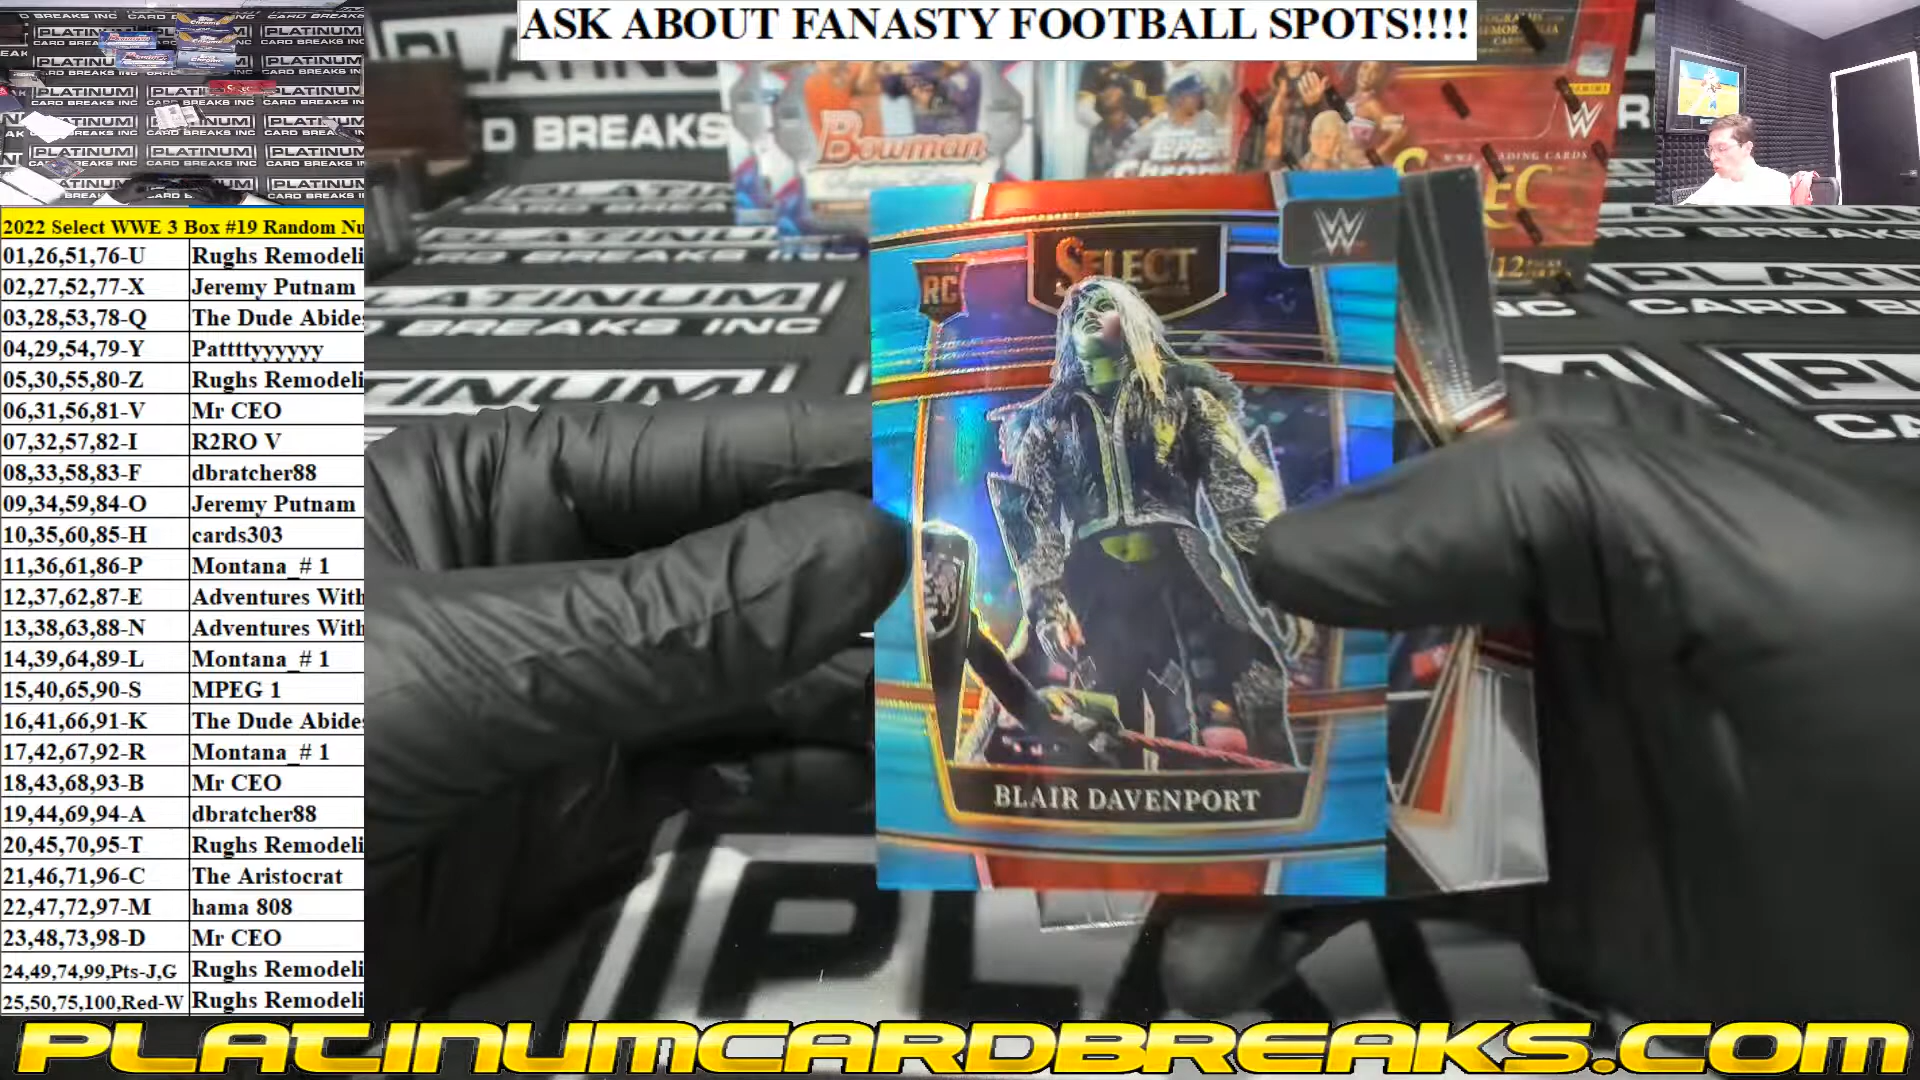 ASK ABOUT FANASTY FOOTBALL SPOTS!!!!
PLATINUM
CARD BREAKS INC
Bowman
Topps
Chrome
W
SELECT
RC
BLAIR DAVENPORT
2022 Select WWE 3 Box #19 Random Nu
01,26,51,76-U Rughs Remodeli
02,27,52,77-X Jeremy Putnam
03,28,53,78-Q The Dude Abides
04,29,54,79-Y Pattttyyyyyy
05,30,55,80-Z Rughs Remodeli
06,31,56,81-V Mr CEO
07,32,57,82-I R2RO V
08,33,58,83-F dbratcher88
09,34,59,84-O Jeremy Putnam
10,35,60,85-H cards303
11,36,61,86-P Montana_# 1
12,37,62,87-E Adventures With
13,38,63,88-N Adventures With
14,39,64,89-L Montana_# 1
15,40,65,90-S MPEG 1
16,41,66,91-K The Dude Abides
17,42,67,92-R Montana_# 1
18,43,68,93-B Mr CEO
19,44,69,94-A dbratcher88
20,45,70,95-T Rughs Remodeli
21,46,71,96-C The Aristocrat
22,47,72,97-M hama 808
23,48,73,98-D Mr CEO
24,49,74,99,Pts-J,G Rughs Remodeli
25,50,75,100,Red-W Rughs Remodeli
PLATINUMCARDBREAKS.COM